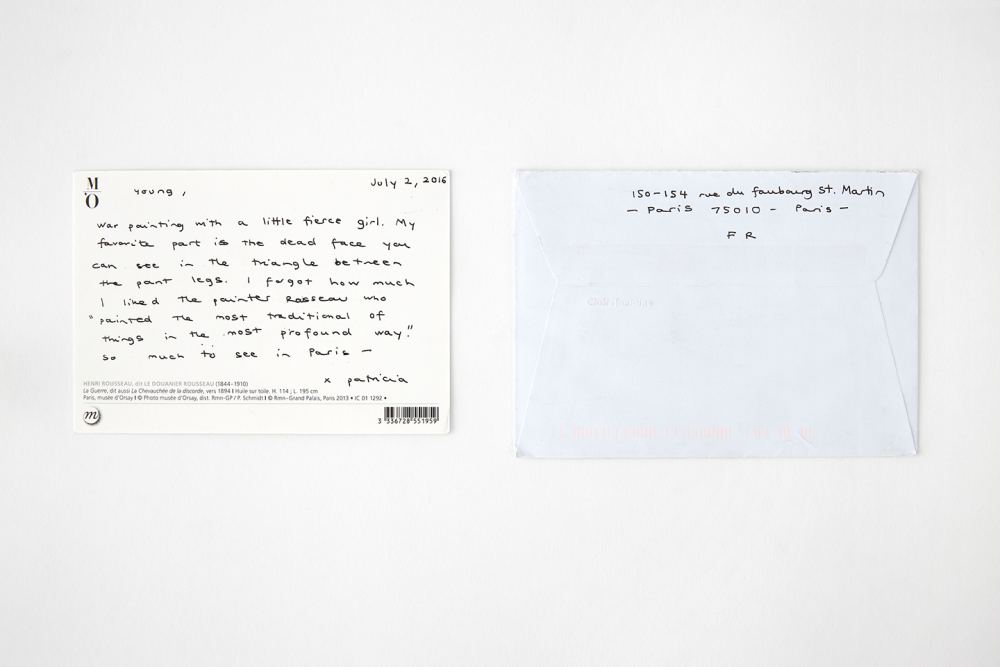 M
'O
July 2, 2016
young,
war painting with a little fierce girl. My
favorite part is the dead face you
can see in the triangle between
the pant legs. I forgot how much
I liked the painter Rosseau who
"painted the most traditional of
things in the most profound way."
so much to see in Paris —
x patricia
HENRI ROUSSEAU, dit LE DOUANIER ROUSSEAU (1844-1910)
La Guerre, dit aussi La Chevauchée de la discorde, vers 1894 I Huile sur toile. H. 114 ; L. 195 cm
Paris, musée d'Orsay I © Photo musée d'Orsay, dist. Rmn-GP / P. Schmidt I © Rmn-Grand Palais, Paris 2013 • IC 01 1292 •
m
3 336728 551959
150-154 rue du faubourg St. Martin
— Paris 75010 - Paris —
F R